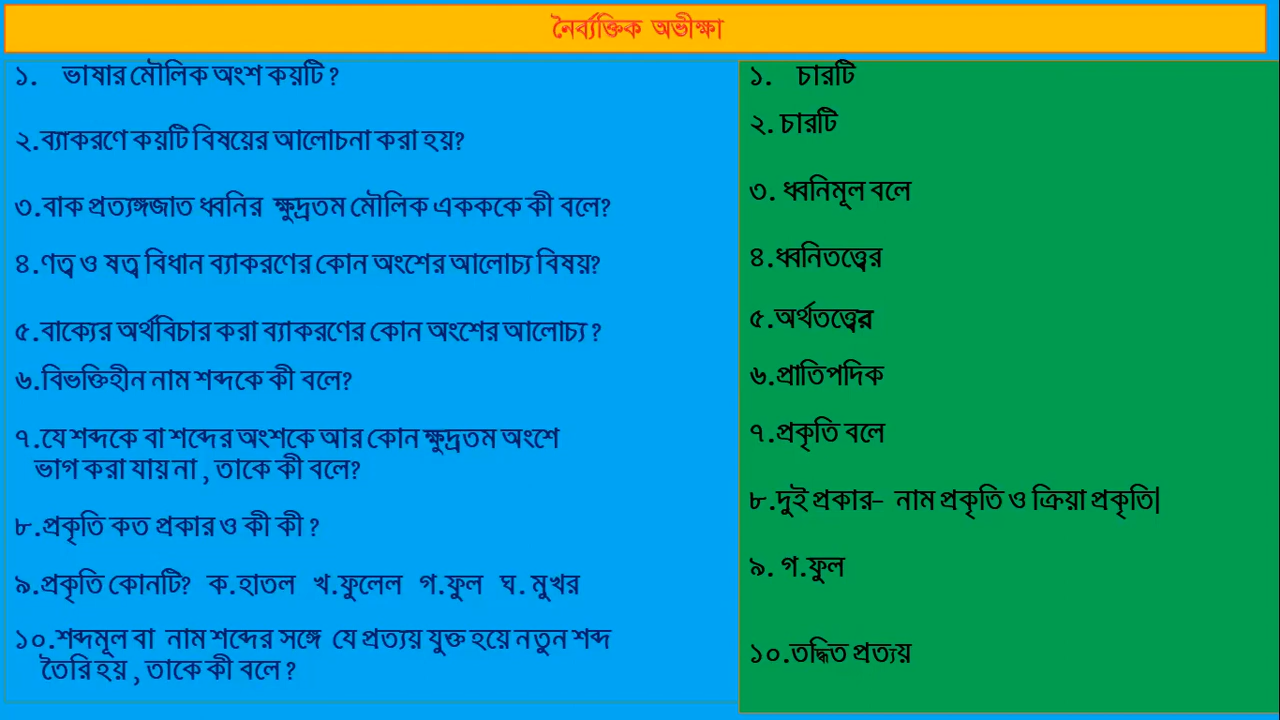 নৈর্ব্যক্তিক অভীক্ষা
১. ভাষার মৌলিক অংশ কয়টি ?
২.ব্যাকরণে কয়টি বিষয়ের আলোচনা করা হয়?
৩.বাক প্রত্যঙ্গজাত ধ্বনির ক্ষুদ্রতম মৌলিক একককে কী বলে?
৪.ণত্ব ও ষত্ব বিধান ব্যাকরণের কোন অংশের আলোচ্য বিষয়?
৫.বাক্যের অর্থবিচার করা ব্যাকরণের কোন অংশের আলোচ্য ?
৬.বিভক্তিহীন নাম শব্দকে কী বলে?
৭.যে শব্দকে বা শব্দের অংশকে আর কোন ক্ষুদ্রতম অংশে
ভাগ করা যায় না , তাকে কী বলে?
৮.প্রকৃতি কত প্রকার ও কী কী ?
৯.প্রকৃতি কোনটি? ক.হাতল খ.ফুলেল গ.ফুল ঘ. মুখর
১০.শব্দমূল বা নাম শব্দের সঙ্গে যে প্রত্যয় যুক্ত হয়ে নতুন শব্দ
তৈরি হয় , তাকে কী বলে ?
১. চারটি
২. চারটি
৩. ধ্বনিমূল বলে
৪.ধ্বনিতত্ত্বের
৫.অর্থতত্ত্বের
৬.প্রাতিপদিক
৭.প্রকৃতি বলে
৮.দুই প্রকার– নাম প্রকৃতি ও ক্রিয়া প্রকৃতি|
৯. গ.ফুল
১০.তদ্ধিত প্রত্যয়